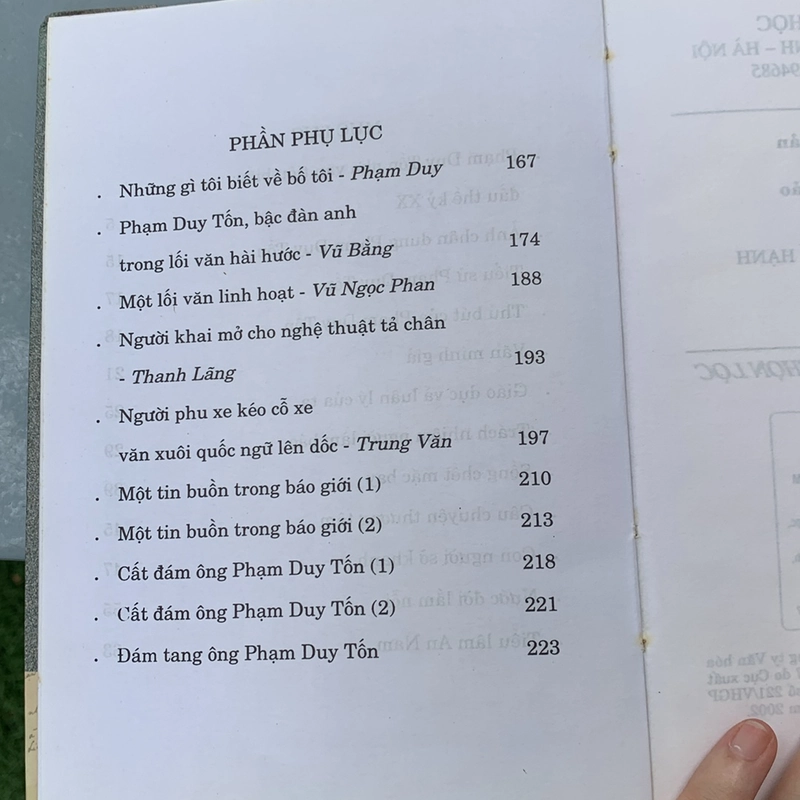 PHẦN PHỤ LỤC
. Những gì tôi biết về bố tôi - Phạm Duy 167
. Phạm Duy Tốn, bậc đàn anh
trong lối văn hài hước - Vũ Bằng 174
. Một lối văn linh hoạt - Vũ Ngọc Phan 188
. Người khai mở cho nghệ thuật tả chân
- Thanh Lãng 193
. Người phu xe kéo cỗ xe
văn xuôi quốc ngữ lên dốc - Trung Văn 197
. Một tin buồn trong báo giới (1) 210
. Một tin buồn trong báo giới (2) 213
. Cất đám ông Phạm Duy Tốn (1) 218
. Cất đám ông Phạm Duy Tốn (2) 221
. Đám tang ông Phạm Duy Tốn 223